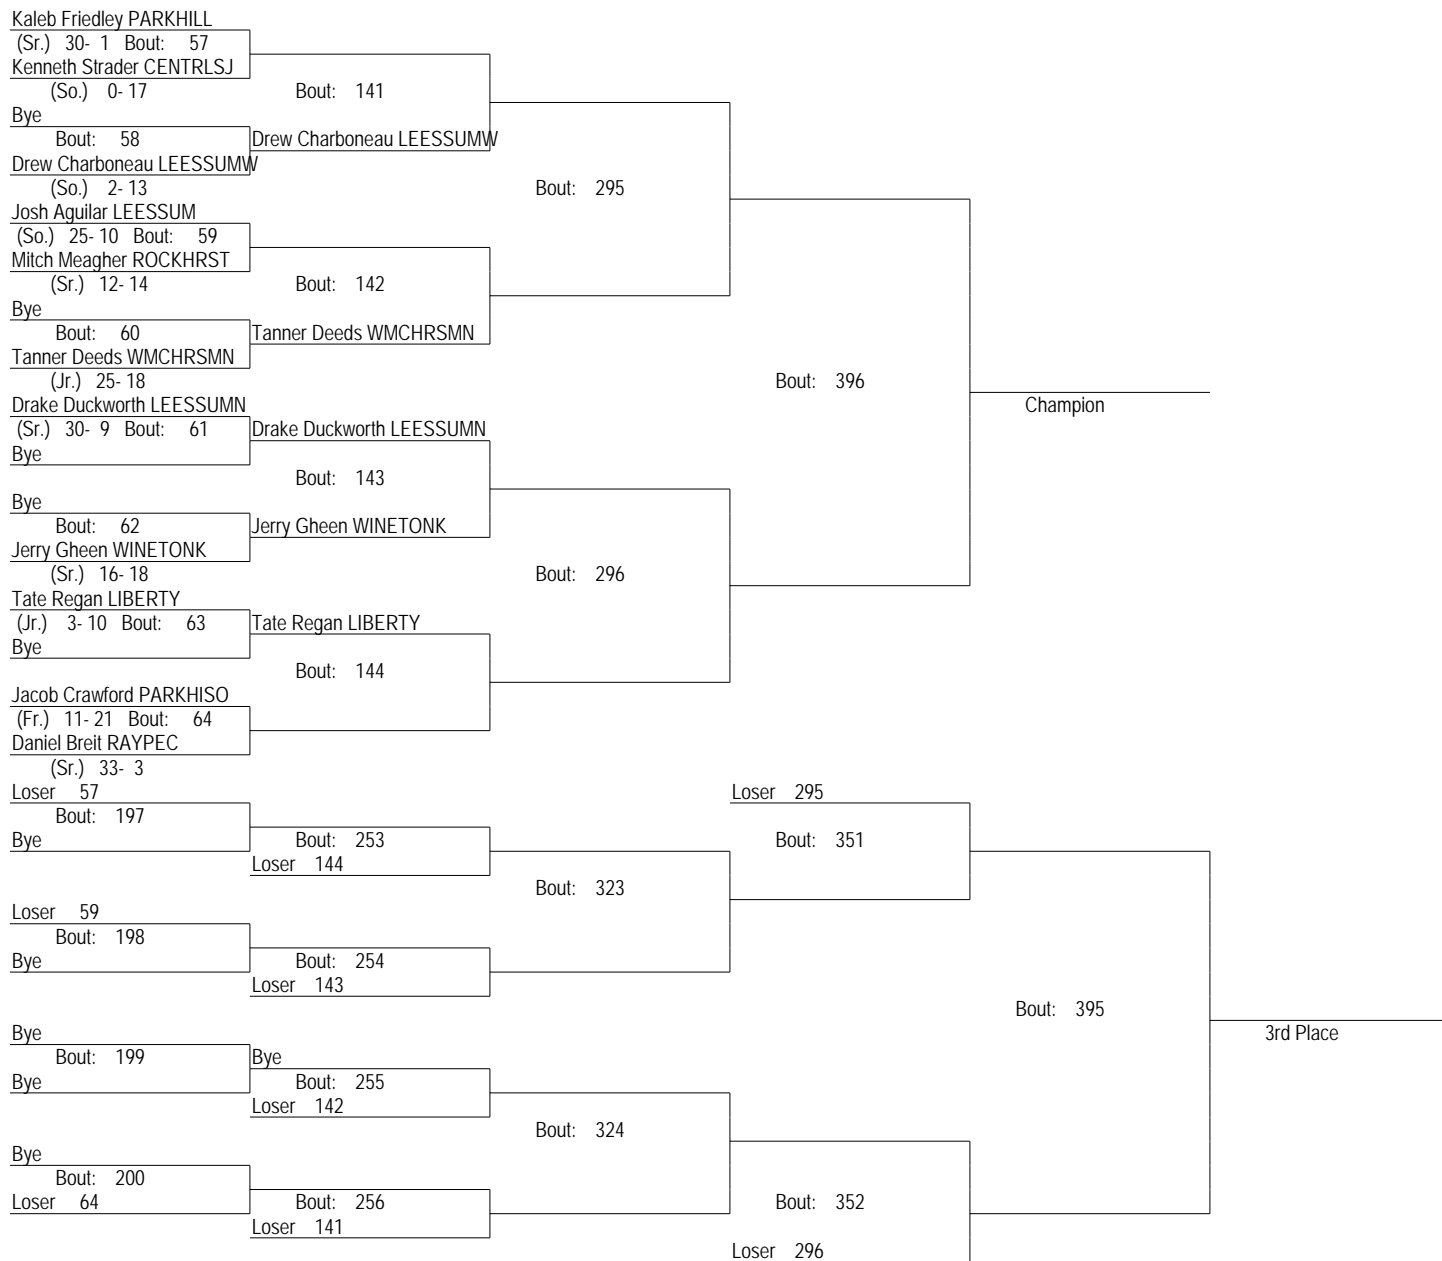 Kaleb Friedley PARKHILL
(Sr.) 30- 1 Bout: 57
Kenneth Strader CENTRLSJ
(So.) 0- 17 Bout: 141
Bye
Bout: 58 Drew Charboneau LEESSUMW
Drew Charboneau LEESSUMW
(So.) 2- 13 Bout: 295
Josh Aguilar LEESSUM
(So.) 25- 10 Bout: 59
Mitch Meagher ROCKHRST
(Sr.) 12- 14 Bout: 142
Bye
Bout: 60 Tanner Deeds WMCHRSMN
Tanner Deeds WMCHRSMN
(Jr.) 25- 18 Bout: 396
Drake Duckworth LEESSUMN Champion
(Sr.) 30- 9 Bout: 61 Drake Duckworth LEESSUMN
Bye
Bout: 143
Bye
Bout: 62 Jerry Gheen WINETONK
Jerry Gheen WINETONK
(Sr.) 16- 18 Bout: 296
Tate Regan LIBERTY
(Jr.) 3- 10 Bout: 63 Tate Regan LIBERTY
Bye
Bout: 144
Jacob Crawford PARKHISO
(Fr.) 11- 21 Bout: 64
Daniel Breit RAYPEC
(Sr.) 33- 3
Loser 57 Loser 295
Bout: 197
Bye Bout: 253 Bout: 351
Loser 144
Bout: 323
Loser 59
Bout: 198
Bye Bout: 254
Loser 143
Bout: 395
Bye 3rd Place
Bout: 199 Bye
Bye Bout: 255
Loser 142
Bout: 324
Bye
Bout: 200
Loser 64 Bout: 256 Bout: 352
Loser 141
Loser 296